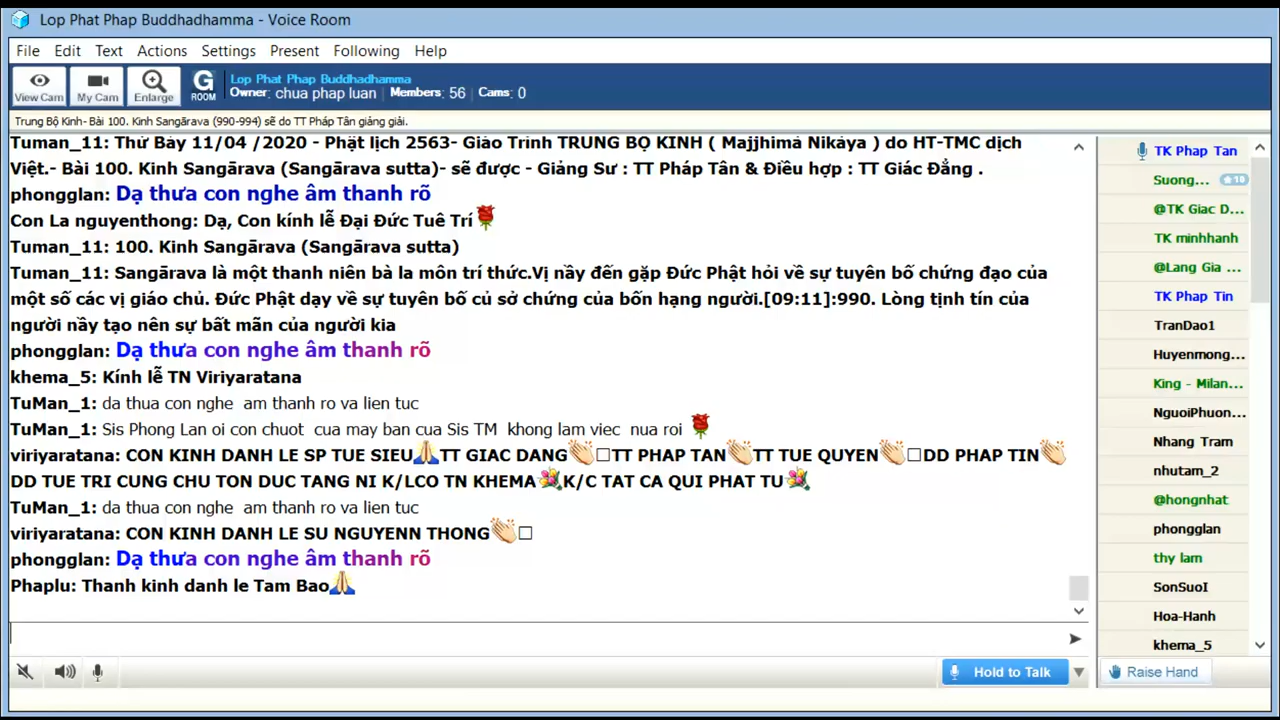 Lop Phat Phap Buddhadhamma - Voice Room
File Edit Text Actions Settings Present Following Help
View Cam My Cam Enlarge G ROOM
Lop Phat Phap Buddhadhamma
Owner: chua phap luan Members: 56 Cams: 0
Trung Bộ Kinh- Bài 100. Kinh Sangārava (990-994) sẽ do TT Pháp Tân giảng giải.
Tuman_11: Thứ Bảy 11/04 /2020 - Phật lịch 2563- Giáo Trình TRUNG BỘ KINH ( Majjhimá Nikáya ) do HT-TMC dịch
Việt.- Bài 100. Kinh Sangārava (Sangārava sutta)- sẽ được - Giảng Sư : TT Pháp Tân & Điều hợp : TT Giác Đẳng .
phongglan: Dạ thưa con nghe âm thanh rõ
Con La nguyenthong: Dạ, Con kính lễ Đại Đức Tuệ Trí
Tuman_11: 100. Kinh Sangārava (Sangārava sutta)
Tuman_11: Sangārava là một thanh niên bà la môn trí thức.Vị nầy đến gặp Đức Phật hỏi về sự tuyên bố chứng đạo của
một số các vị giáo chủ. Đức Phật dạy về sự tuyên bố củ sở chứng của bốn hạng người.[09:11]:990. Lòng tịnh tín của
người nầy tạo nên sự bất mãn của người kia
phongglan: Dạ thưa con nghe âm thanh rõ
khema_5: Kính lễ TN Viriyaratana
TuMan_1: da thua con nghe am thanh ro va lien tuc
TuMan_1: Sis Phong Lan oi con chuot cua may ban cua Sis TM khong lam viec nua roi
viriyaratana: CON KINH DANH LE SP TUE SIEU TT GIAC DANG TT PHAP TAN TT TUE QUYEN DD PHAP TIN
DD TUE TRI CUNG CHU TON DUC TANG NI K/LCO TN KHEMA K/C TAT CA QUI PHAT TU
TuMan_1: da thua con nghe am thanh ro va lien tuc
viriyaratana: CON KINH DANH LE SU NGUYENN THONG
phongglan: Dạ thưa con nghe âm thanh rõ
Phaplu: Thanh kinh danh le Tam Bao
Hold to Talk
TK Phap Tan
Suong... 10
@TK Giac D...
TK minhhanh
@Lang Gia ...
TK Phap Tin
TranDao1
Huyenmong...
King - Milan...
NguoiPhuon...
Nhang Tram
nhutam_2
@hongnhat
phongglan
thy lam
SonSuoI
Hoa-Hanh
khema_5
Raise Hand